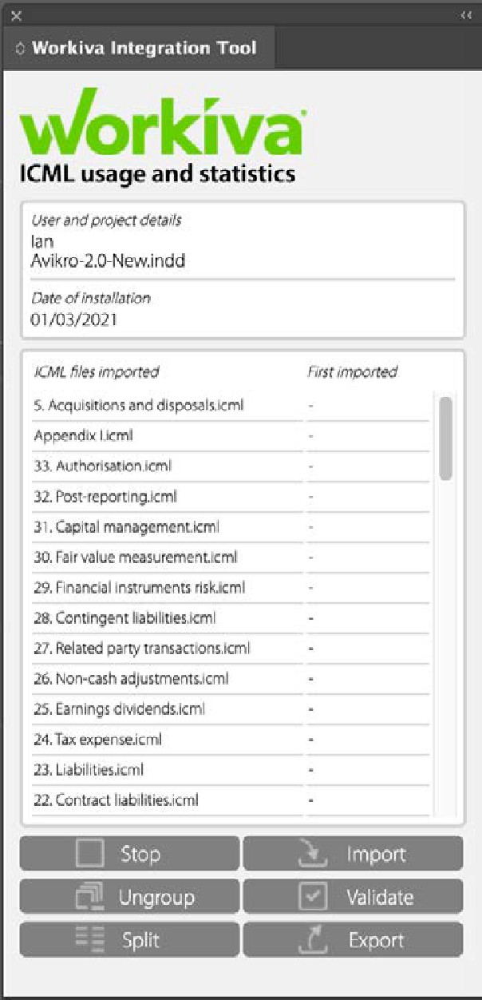 Workiva Integration Tool
workiva
ICML usage and statistics
User and project details
Ian
Avikro-2.0-New.indd
Date of installation
01/03/2021
ICML files imported First imported
5. Acquisitions and disposals.icml -
Appendix I.icml -
33. Authorisation.icml -
32. Post-reporting.icml -
31. Capital management.icml -
30. Fair value measurement.icml -
29. Financial instruments risk.icml -
28. Contingent liabilities.icml -
27. Related party transactions.icml -
26. Non-cash adjustments.icml -
25. Earnings dividends.icml -
24. Tax expense.icml -
23. Liabilities.icml -
22. Contract liabilities.icml -
Stop Import
Ungroup Validate
Split Export